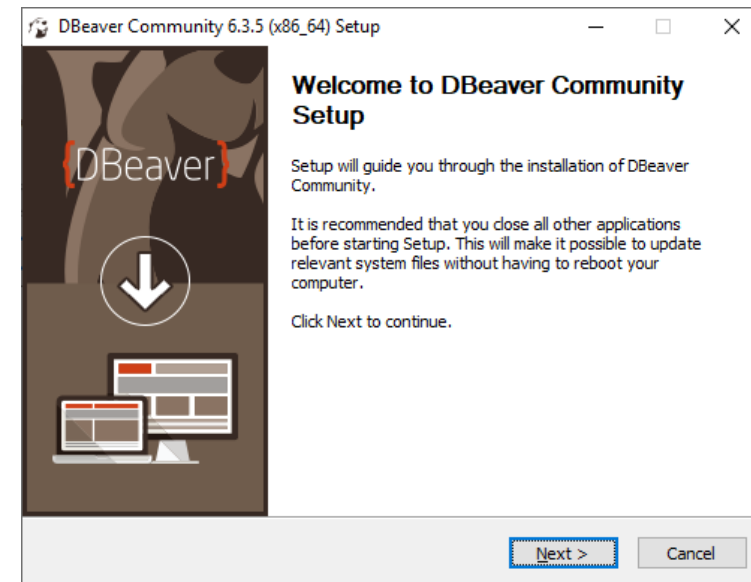 DBeaver Community 6.3.5 (x86_64) Setup
{DBeaver}
Welcome to DBeaver Community
Setup
Setup will guide you through the installation of DBeaver
Community.
It is recommended that you close all other applications
before starting Setup. This will make it possible to update
relevant system files without having to reboot your
computer.
Click Next to continue.
Next >
Cancel